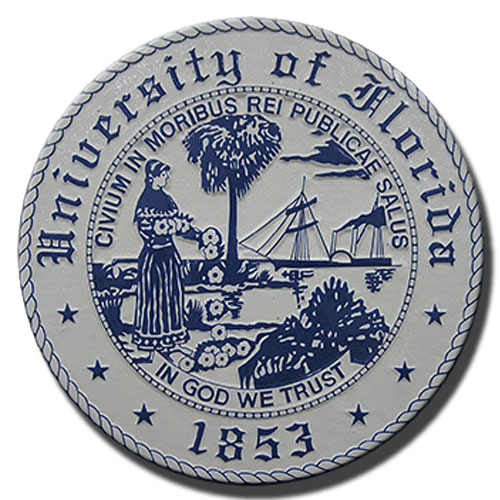 University of Florida
CIVIUM IN MORIBUS REI PUBLICAE SALUS
IN GOD WE TRUST
1853